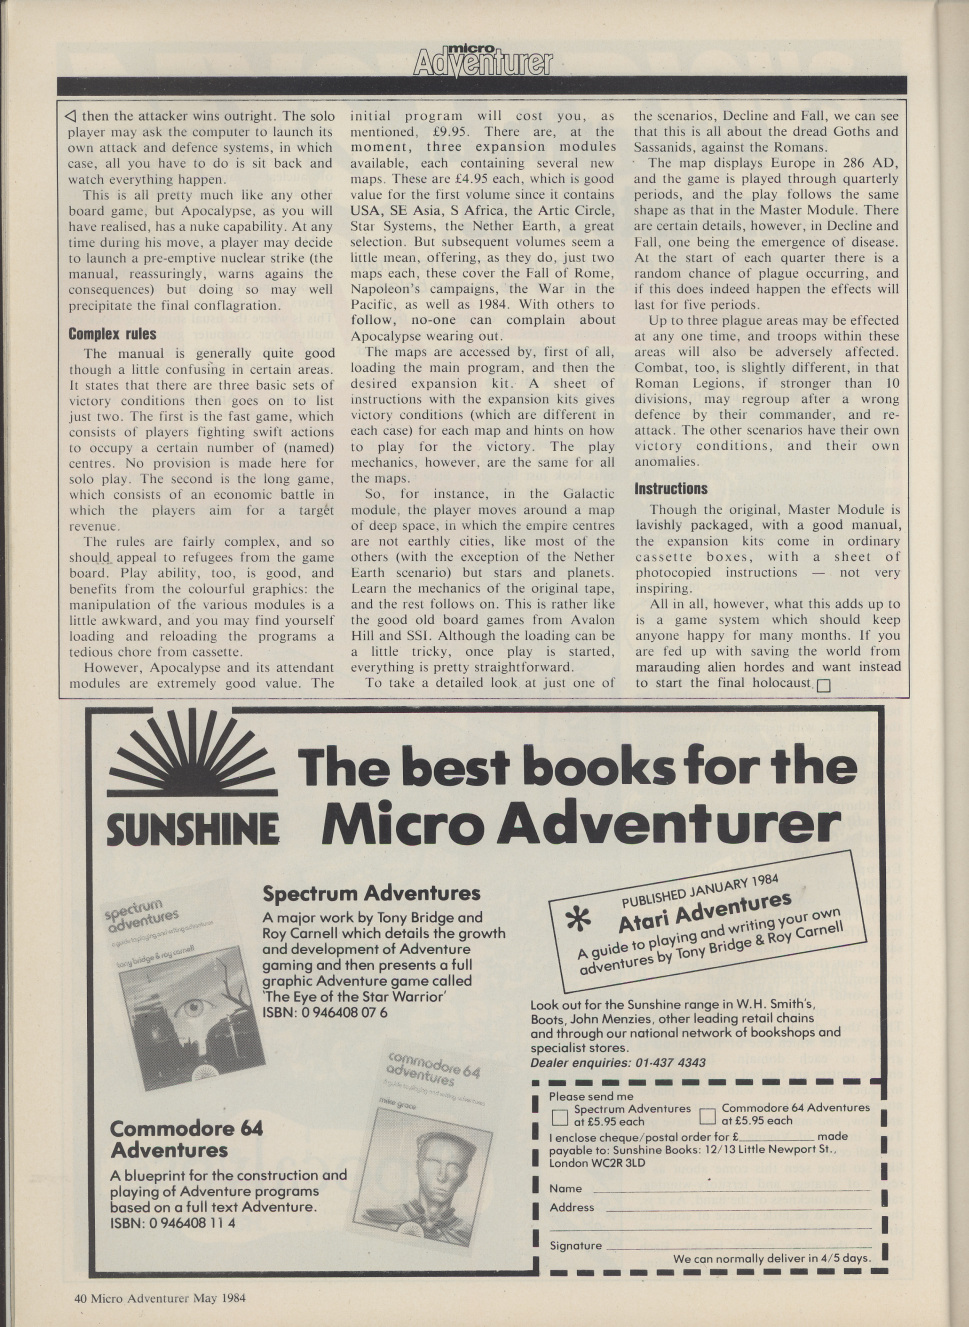 micro
Adventurer
then the attacker wins outright. The solo
player may ask the computer to launch its
own attack and defence systems, in which
case, all you have to do is sit back and
watch everything happen.
This is all pretty much like any other
board game, but Apocalypse, as you will
have realised, has a nuke capability. At any
time during his move, a player may decide
to launch a pre-emptive nuclear strike (the
manual, reassuringly, warns agains the
consequences) but doing so may well
precipitate the final conflagration.
Complex rules
The manual is generally quite good
though a little confusing in certain areas.
It states that there are three basic sets of
victory conditions then goes on to list
just two. The first is the fast game, which
consists of players fighting swift actions
to occupy a certain number of (named)
centres. No provision is made here for
solo play. The second is the long game,
which consists of an economic battle in
which the players aim for a target
revenue.
The rules are fairly complex, and so
should appeal to refugees from the game
board. Play ability, too, is good, and
benefits from the colourful graphics: the
manipulation of the various modules is a
little awkward, and you may find yourself
loading and reloading the programs a
tedious chore from cassette.
However, Apocalypse and its attendant
modules are extremely good value. The
initial program will cost you, as
mentioned, £9.95. There are, at the
moment, three expansion modules
available, each containing several new
maps. These are £4.95 each, which is good
value for the first volume since it contains
USA, SE Asia, S Africa, the Artic Circle,
Star Systems, the Nether Earth, a great
selection. But subsequent volumes seem a
little mean, offering, as they do, just two
maps each, these cover the Fall of Rome,
Napoleon's campaigns, the War in the
Pacific, as well as 1984. With others to
follow, no-one can complain about
Apocalypse wearing out.
The maps are accessed by, first of all,
loading the main program, and then the
desired expansion kit. A sheet of
instructions with the expansion kits gives
victory conditions (which are different in
each case) for each map and hints on how
to play for the victory. The play
mechanics, however, are the same for all
the maps.
So, for instance, in the Galactic
module, the player moves around a map
of deep space, in which the empire centres
are not earthly cities, like most of the
others (with the exception of the Nether
Earth scenario) but stars and planets.
Learn the mechanics of the original tape,
and the rest follows on. This is rather like
the good old board games from Avalon
Hill and SSI. Although the loading can be
a little tricky, once play is started,
everything is pretty straightforward.
To take a detailed look at just one of
the scenarios, Decline and Fall, we can see
that this is all about the dread Goths and
Sassanids, against the Romans.
The map displays Europe in 286 AD,
and the game is played through quarterly
periods, and the play follows the same
shape as that in the Master Module. There
are certain details, however, in Decline and
Fall, one being the emergence of disease.
At the start of each quarter there is a
random chance of plague occurring, and
if this does indeed happen the effects will
last for five periods.
Up to three plague areas may be effected
at any one time, and troops within these
areas will also be adversely affected.
Combat, too, is slightly different, in that
Roman Legions, if stronger than 10
divisions, may regroup after a wrong
defence by their commander, and re-
attack. The other scenarios have their own
victory conditions, and their own
anomalies.
Instructions
Though the original, Master Module is
lavishly packaged, with a good manual,
the expansion kits come in ordinary
cassette boxes, with a sheet of
photocopied instructions — not very
inspiring.
All in all, however, what this adds up to
is a game system which should keep
anyone happy for many months. If you
are fed up with saving the world from
marauding alien hordes and want instead
to start the final holocaust.
SUNSHINE
The best books for the
Micro Adventurer
spectrum
adventures
a guide to playing and writing adventures
tony bridge & roy carnell
Spectrum Adventures
A major work by Tony Bridge and
Roy Carnell which details the growth
and development of Adventure
gaming and then presents a full
graphic Adventure game called
'The Eye of the Star Warrior'
ISBN: 0 946408 07 6
* PUBLISHED JANUARY 1984
Atari Adventures
A guide to playing and writing your own
adventures by Tony Bridge & Roy Carnell
Look out for the Sunshine range in W.H. Smith's,
Boots, John Menzies, other leading retail chains
and through our national network of bookshops and
specialist stores.
Dealer enquiries: 01-437 4343
commodore 64
adventures
a guide to playing and writing adventures
mike grace
Commodore 64
Adventures
A blueprint for the construction and
playing of Adventure programs
based on a full text Adventure.
ISBN: 0 946408 11 4
Please send me
Spectrum Adventures
at £5.95 each
Commodore 64 Adventures
at £5.95 each
I enclose cheque/postal order for £ made
payable to: Sunshine Books: 12/13 Little Newport St.,
London WC2R 3LD
Name
Address
Signature
We can normally deliver in 4/5 days.
40 Micro Adventurer May 1984